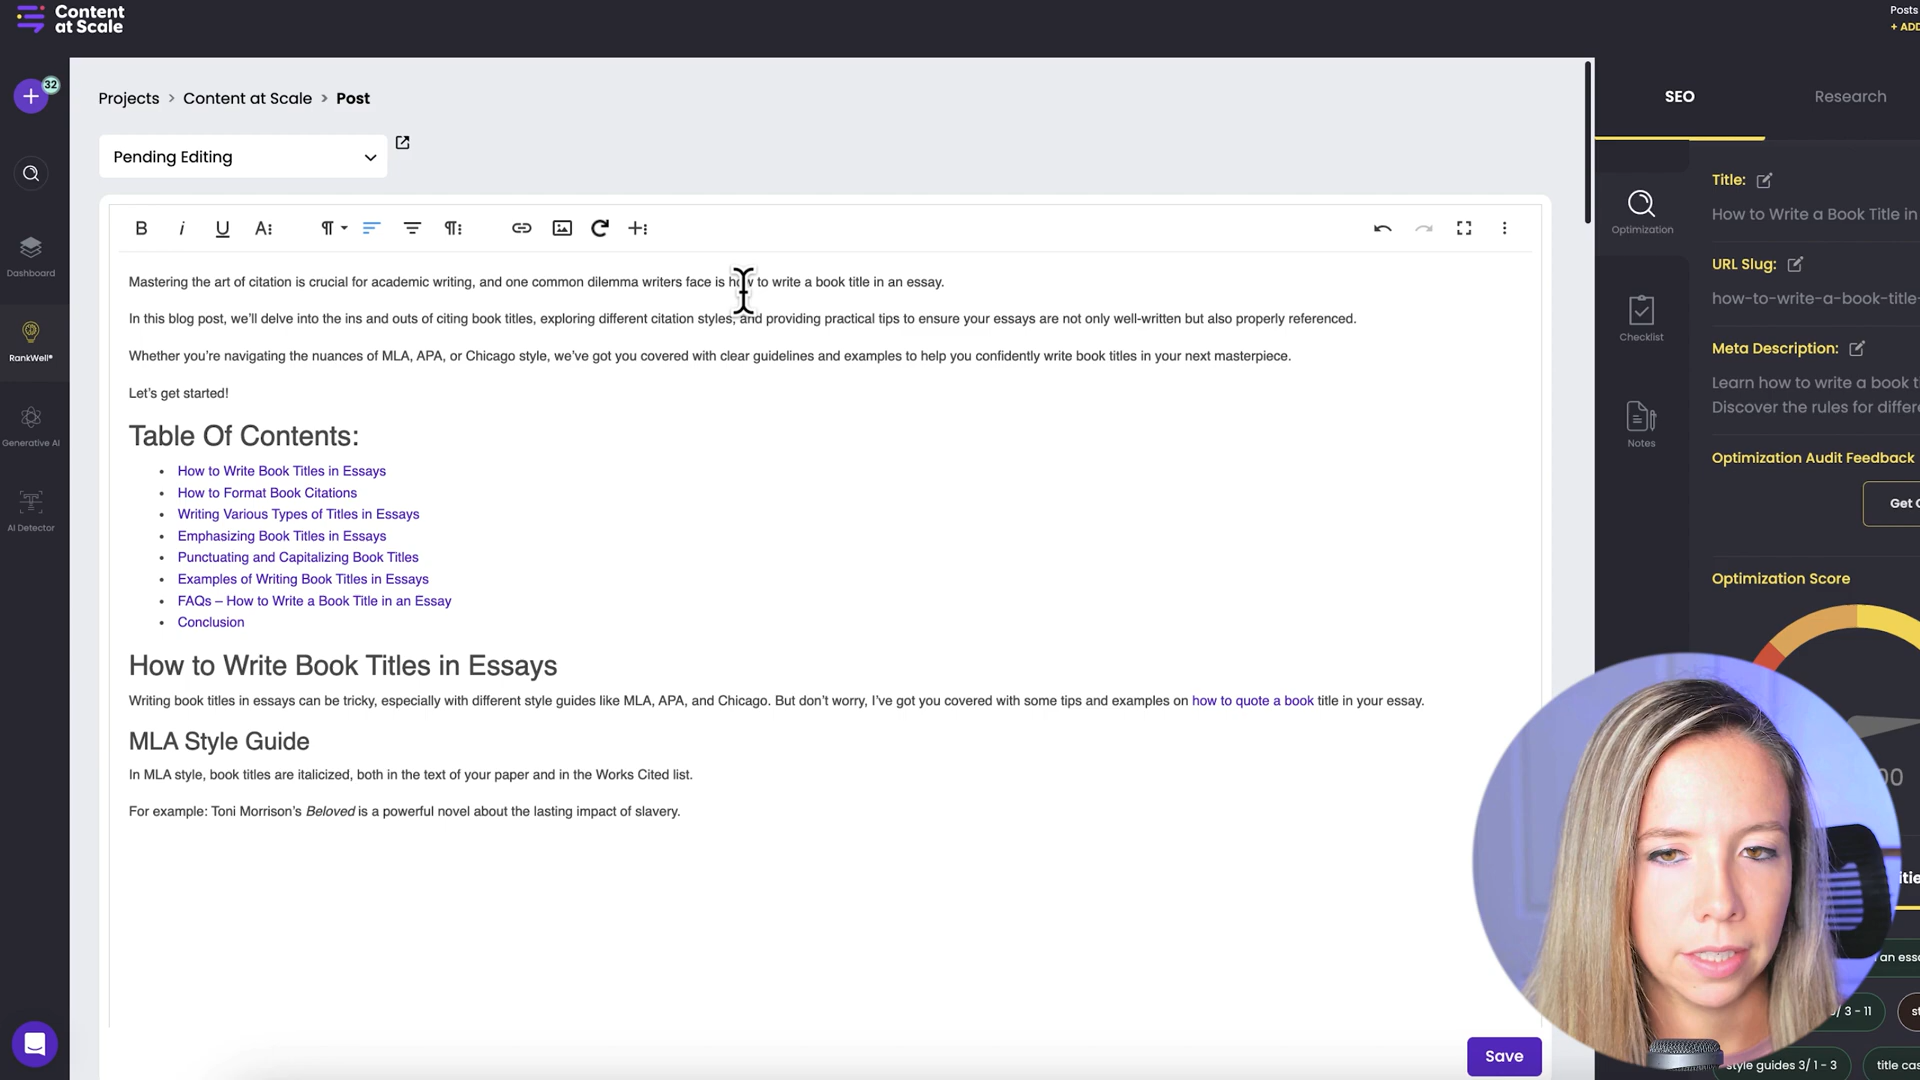 Content
at Scale
Posts
+ ADD
32
Projects > Content at Scale > Post
Pending Editing
SEO
Research
Dashboard
RankWell®
Generative AI
AI Detector
B i U A
Mastering the art of citation is crucial for academic writing, and one common dilemma writers face is how to write a book title in an essay.
In this blog post, we'll delve into the ins and outs of citing book titles, exploring different citation styles, and providing practical tips to ensure your essays are not only well-written but also properly referenced.
Whether you're navigating the nuances of MLA, APA, or Chicago style, we've got you covered with clear guidelines and examples to help you confidently write book titles in your next masterpiece.
Let's get started!
Table Of Contents:
• How to Write Book Titles in Essays
• How to Format Book Citations
• Writing Various Types of Titles in Essays
• Emphasizing Book Titles in Essays
• Punctuating and Capitalizing Book Titles
• Examples of Writing Book Titles in Essays
• FAQs – How to Write a Book Title in an Essay
• Conclusion
How to Write Book Titles in Essays
Writing book titles in essays can be tricky, especially with different style guides like MLA, APA, and Chicago. But don't worry, I've got you covered with some tips and examples on how to quote a book title in your essay.
MLA Style Guide
In MLA style, book titles are italicized, both in the text of your paper and in the Works Cited list.
For example: Toni Morrison's Beloved is a powerful novel about the lasting impact of slavery.
Save
Optimization
Checklist
Notes
Title:
How to Write a Book Title in
URL Slug:
how-to-write-a-book-title-
Meta Description:
Learn how to write a book t
Discover the rules for differe
Optimization Audit Feedback
Get
Optimization Score
00
an ess
/ 3 - 11
style guides 3/ 1 - 3
title cas